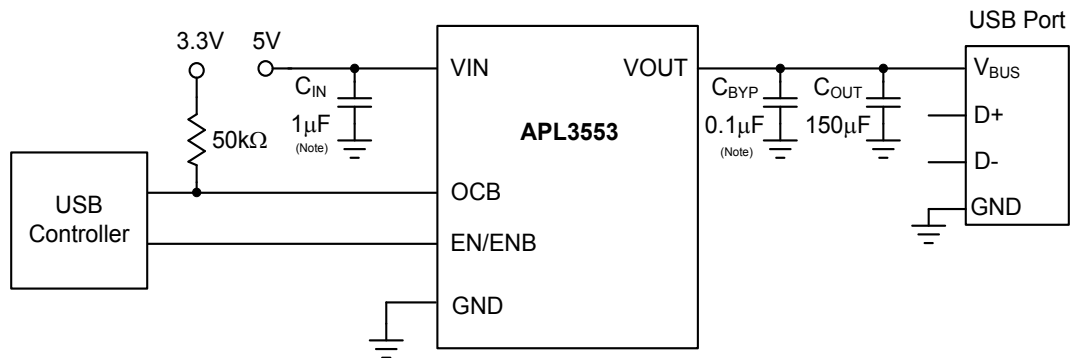 USB Port
3.3V
5V
VIN
VOUT
VBUS
CIN
1μF
(Note)
CBYP
0.1μF
(Note)
COUT
150μF
APL3553
50kΩ
D+
D-
OCB
GND
USB
Controller
EN/ENB
GND